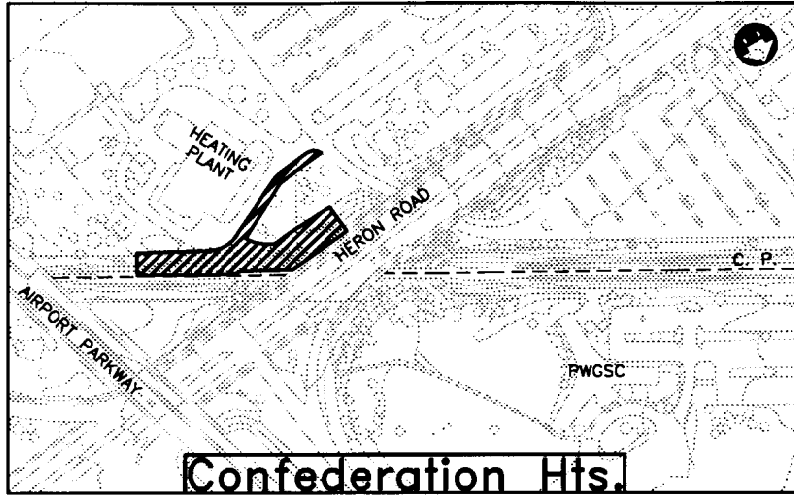 HEATING
PLANT
HERON ROAD
C. P.
AIRPORT PARKWAY
PWGSC
Confederation Hts.